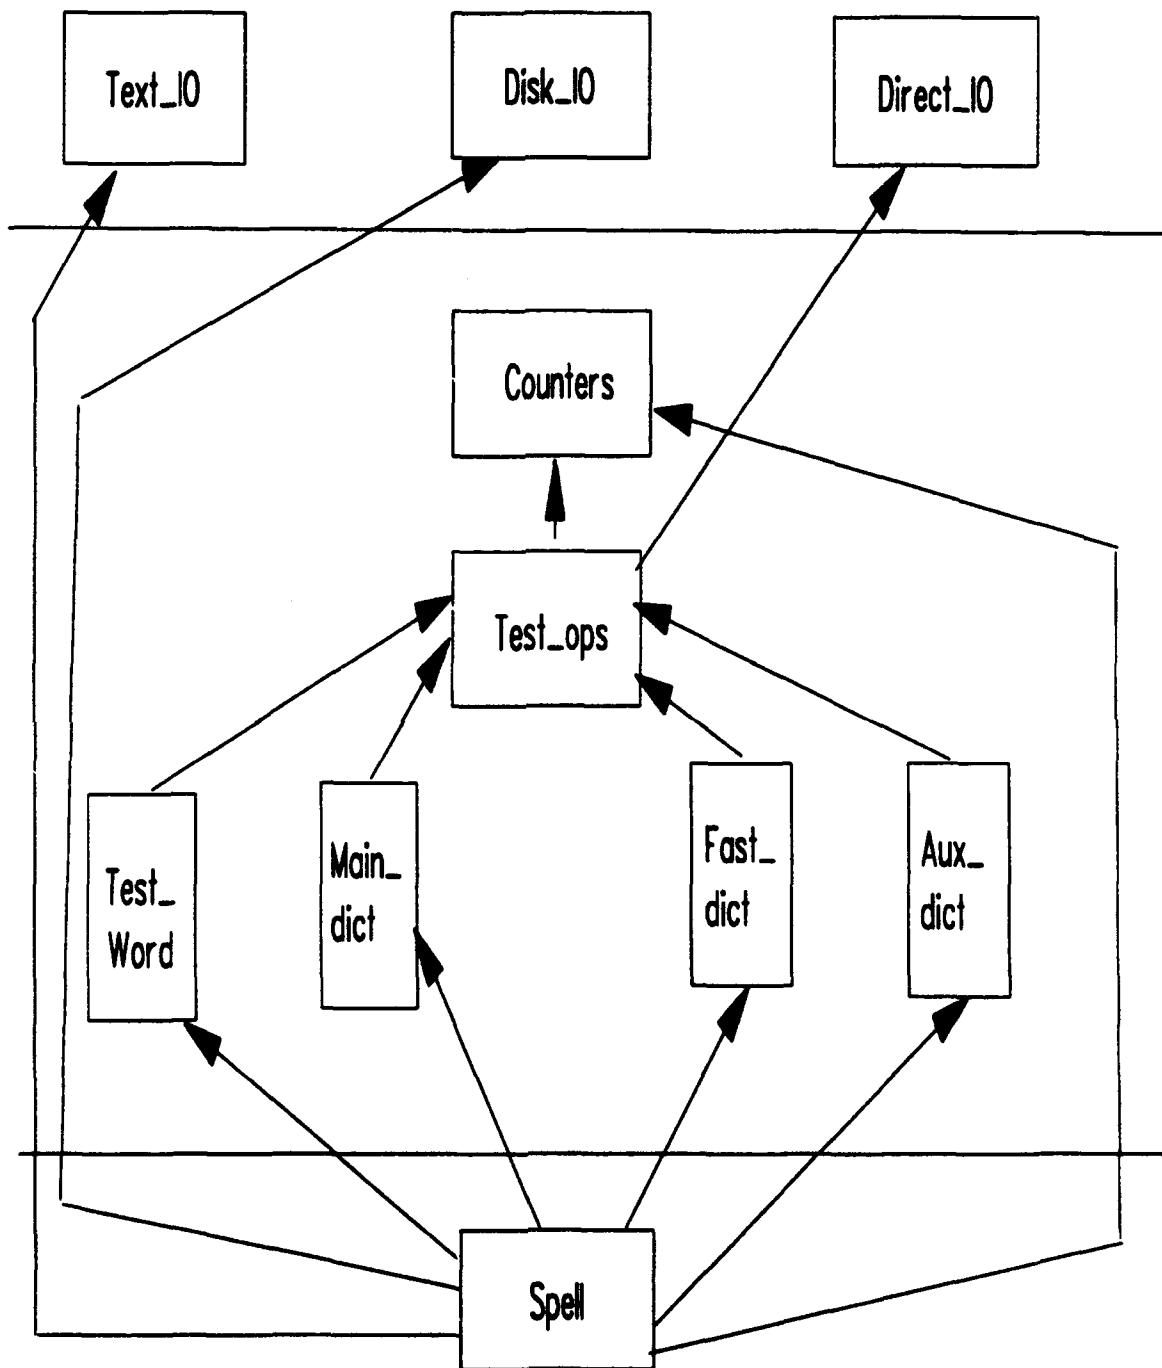 Text_IO
Disk_IO
Direct_IO
Counters
Test_ops
Test_
Word
Main_
dict
Fast_
dict
Aux_
dict
Spell